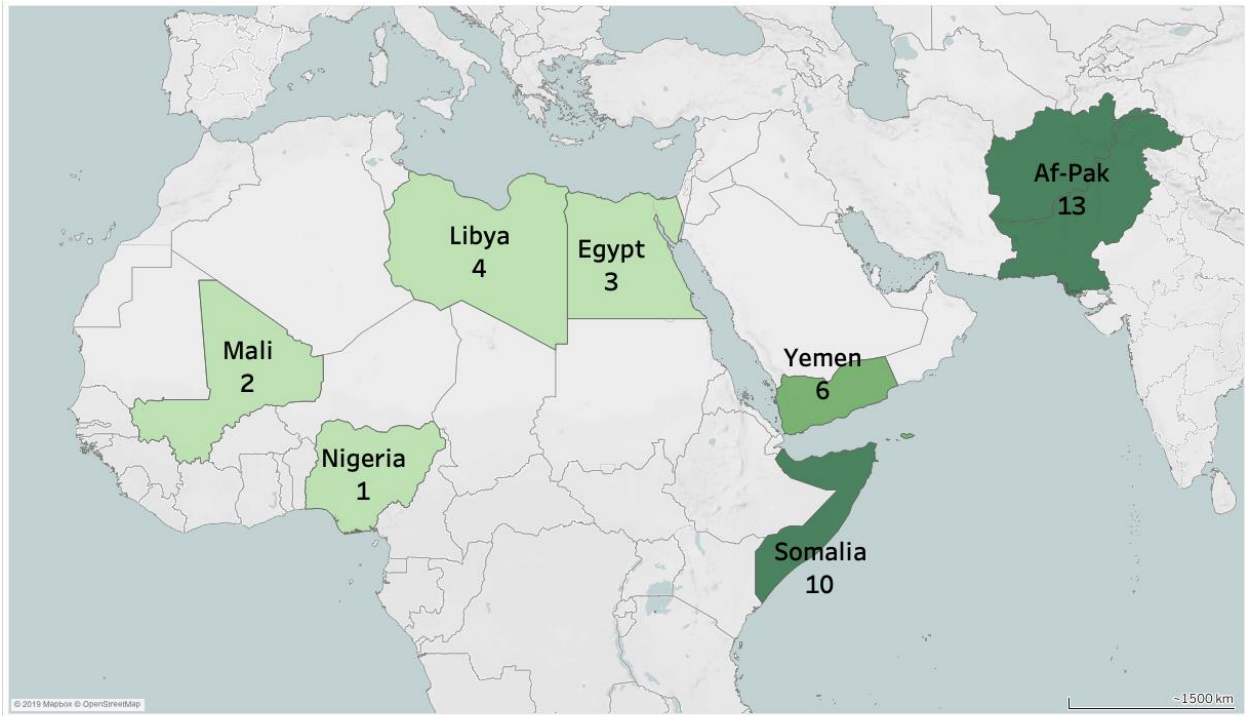 Af-Pak
13
Libya
4
Egypt
3
Mali
2
Yemen
6
Nigeria
1
Somalia
10
© 2019 Mapbox © OpenStreetMap
~1500 km